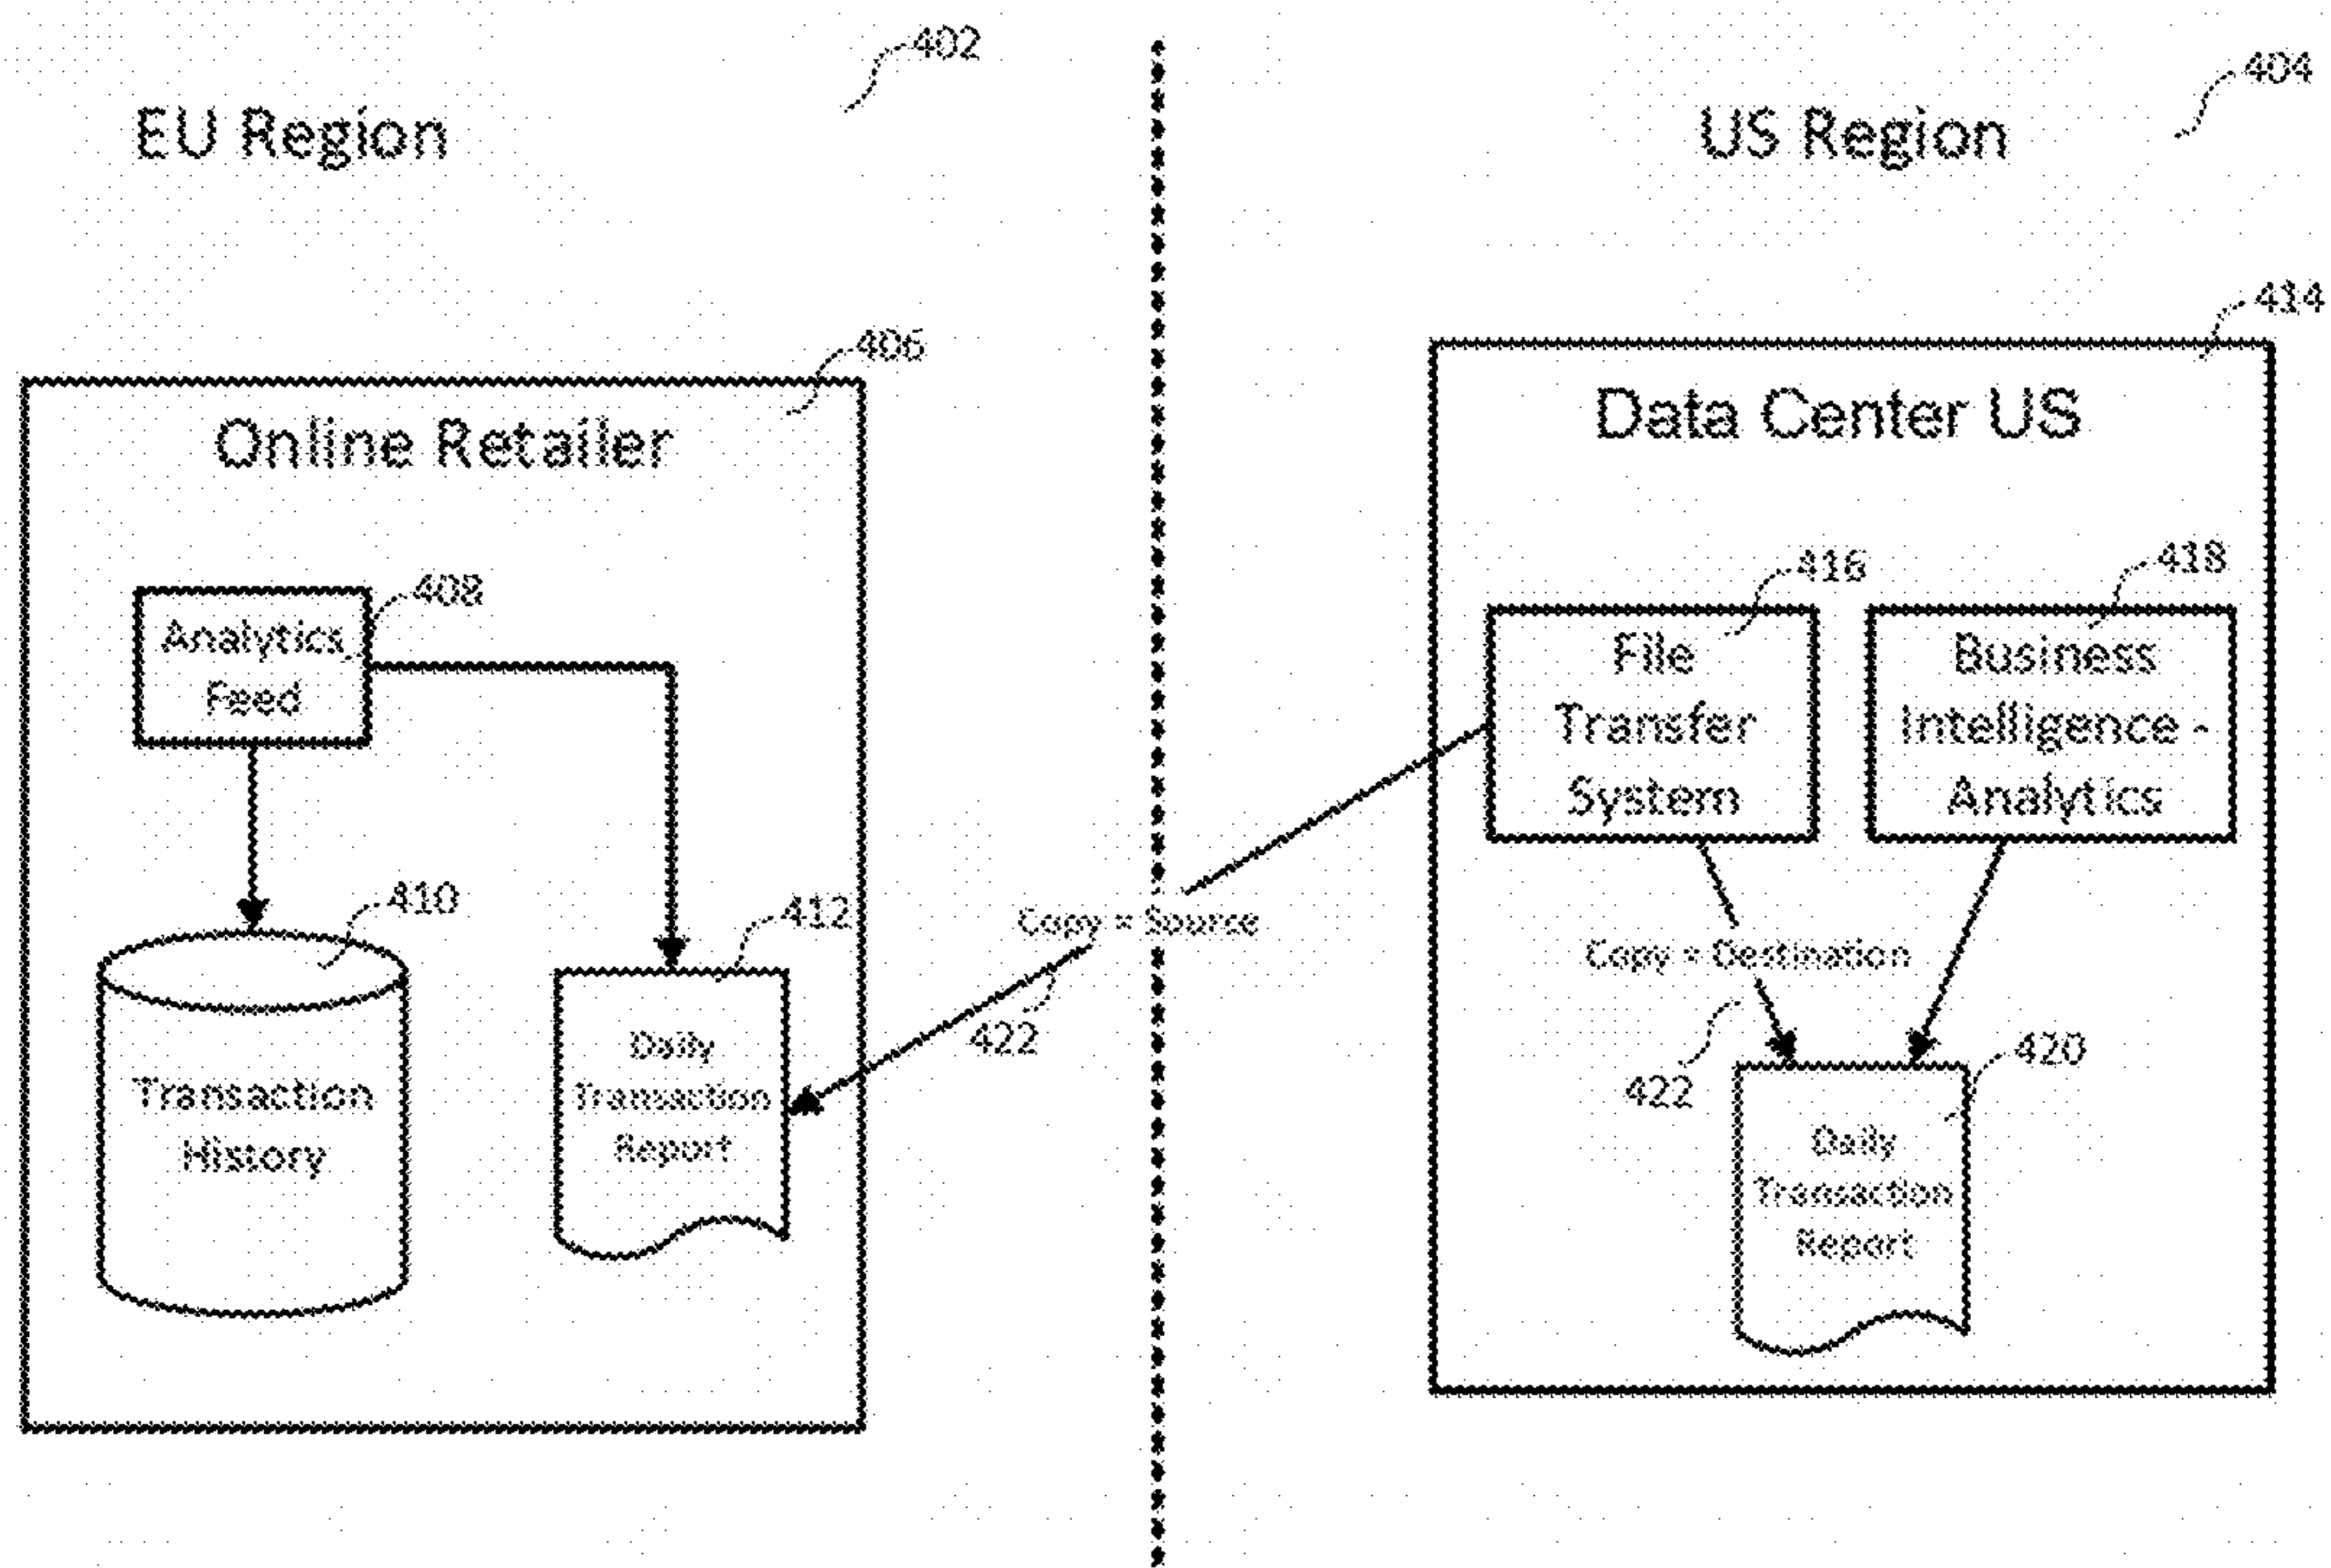 402
EU Region
404
US Region
406
Online Retailer
408
Analytics
Feed
410
Transaction
History
412
Daily
Transaction
Report
Copy = Source
422
414
Data Center US
416
File
Transfer
System
418
Business
Intelligence -
Analytics
Copy = Destination
422
420
Daily
Transaction
Report